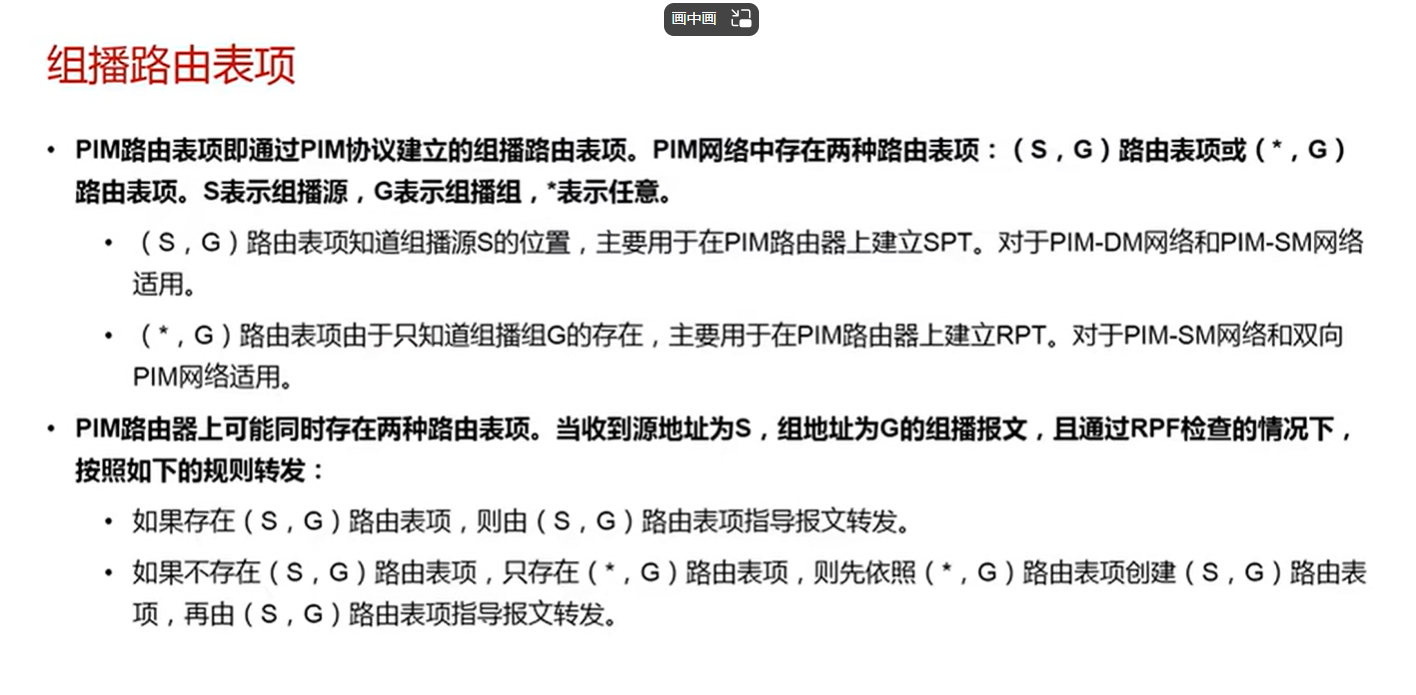 画中画
组播路由表项
• PIM路由表项即通过PIM协议建立的组播路由表项。PIM网络中存在两种路由表项：（S，G）路由表项或（*，G）
路由表项。S表示组播源，G表示组播组，*表示任意。
• （S，G）路由表项知道组播源S的位置，主要用于在PIM路由器上建立SPT。对于PIM-DM网络和PIM-SM网络
适用。
• （*，G）路由表项由于只知道组播组G的存在，主要用于在PIM路由器上建立RPT。对于PIM-SM网络和双向
PIM网络适用。
• PIM路由器上可能同时存在两种路由表项。当收到源地址为S，组地址为G的组播报文，且通过RPF检查的情况下，
按照如下的规则转发：
• 如果存在（S，G）路由表项，则由（S，G）路由表项指导报文转发。
• 如果不存在（S，G）路由表项，只存在（*，G）路由表项，则先依照（*，G）路由表项创建（S，G）路由表
项，再由（S，G）路由表项指导报文转发。